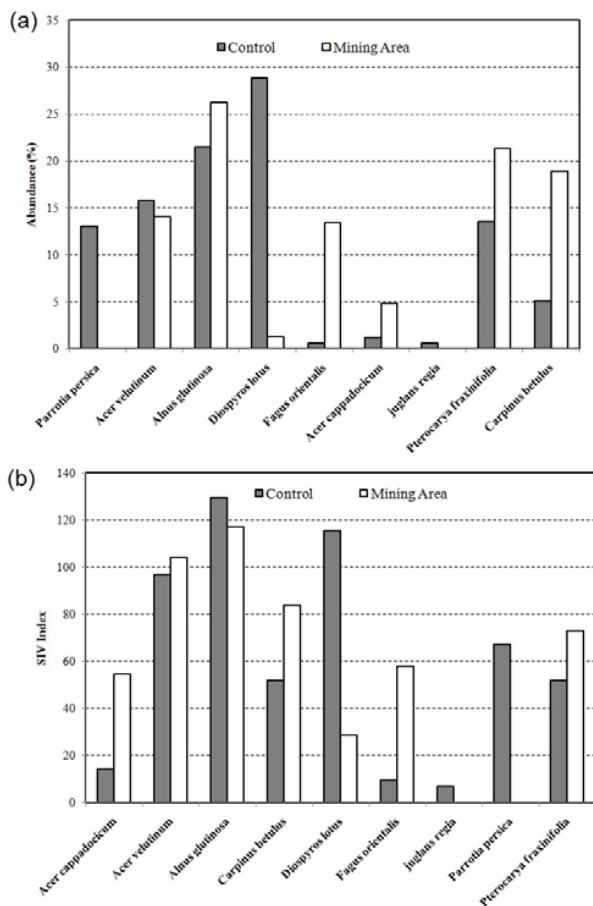 (a)
35
30
25
20
15
10
5
0
Abundance (%)
Control
Mining Area
Parrotia persica
Acer velutinum
Alnus glutinosa
Diospyros lotus
Fagus orientalis
Acer cappadocicum
juglans regia
Pterocarya fraxinifolia
Carpinus betulus
(b)
140
120
100
80
60
40
20
0
SIV Index
Control
Mining Area
Acer cappadocicum
Acer velutinum
Alnus glutinosa
Carpinus betulus
Diospyros lotus
Fagus orientalis
juglans regia
Parrotia persica
Pterocarya fraxinifolia